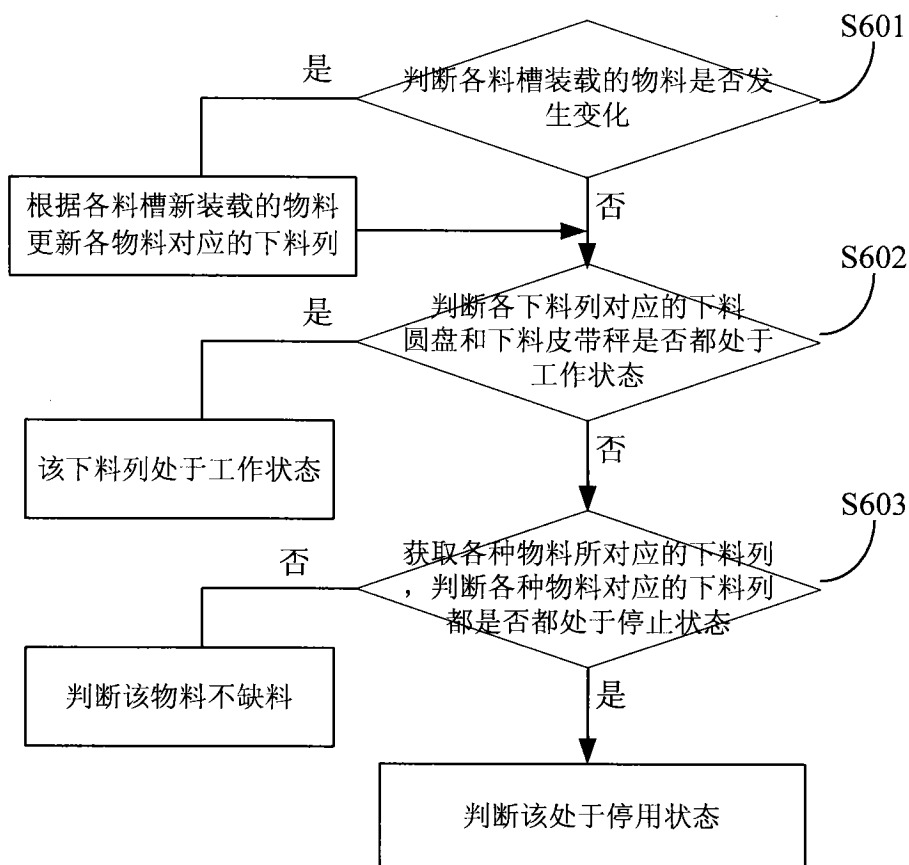 S601
是
判断各料槽装载的物料是否发
生变化
根据各料槽新装载的物料
更新各物料对应的下料列
否
S602
是
判断各下料列对应的下料
圆盘和下料皮带秤是否都处于
工作状态
该下料列处于工作状态
否
S603
否
获取各种物料所对应的下料列
，判断各种物料对应的下料列
都是否都处于停止状态
判断该物料不缺料
是
判断该处于停用状态